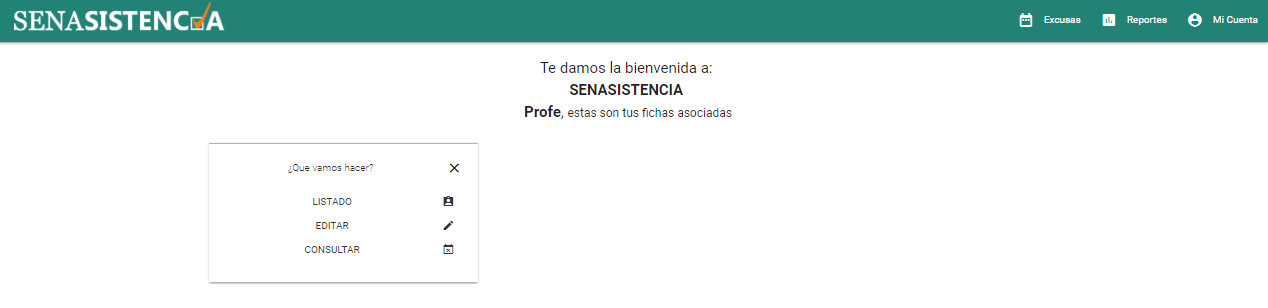 SENASISTENCIA
Excusas
Reportes
Mi Cuenta
Te damos la bienvenida a:
SENASISTENCIA
Profe, estas son tus fichas asociadas
¿Que vamos hacer?
LISTADO
EDITAR
CONSULTAR